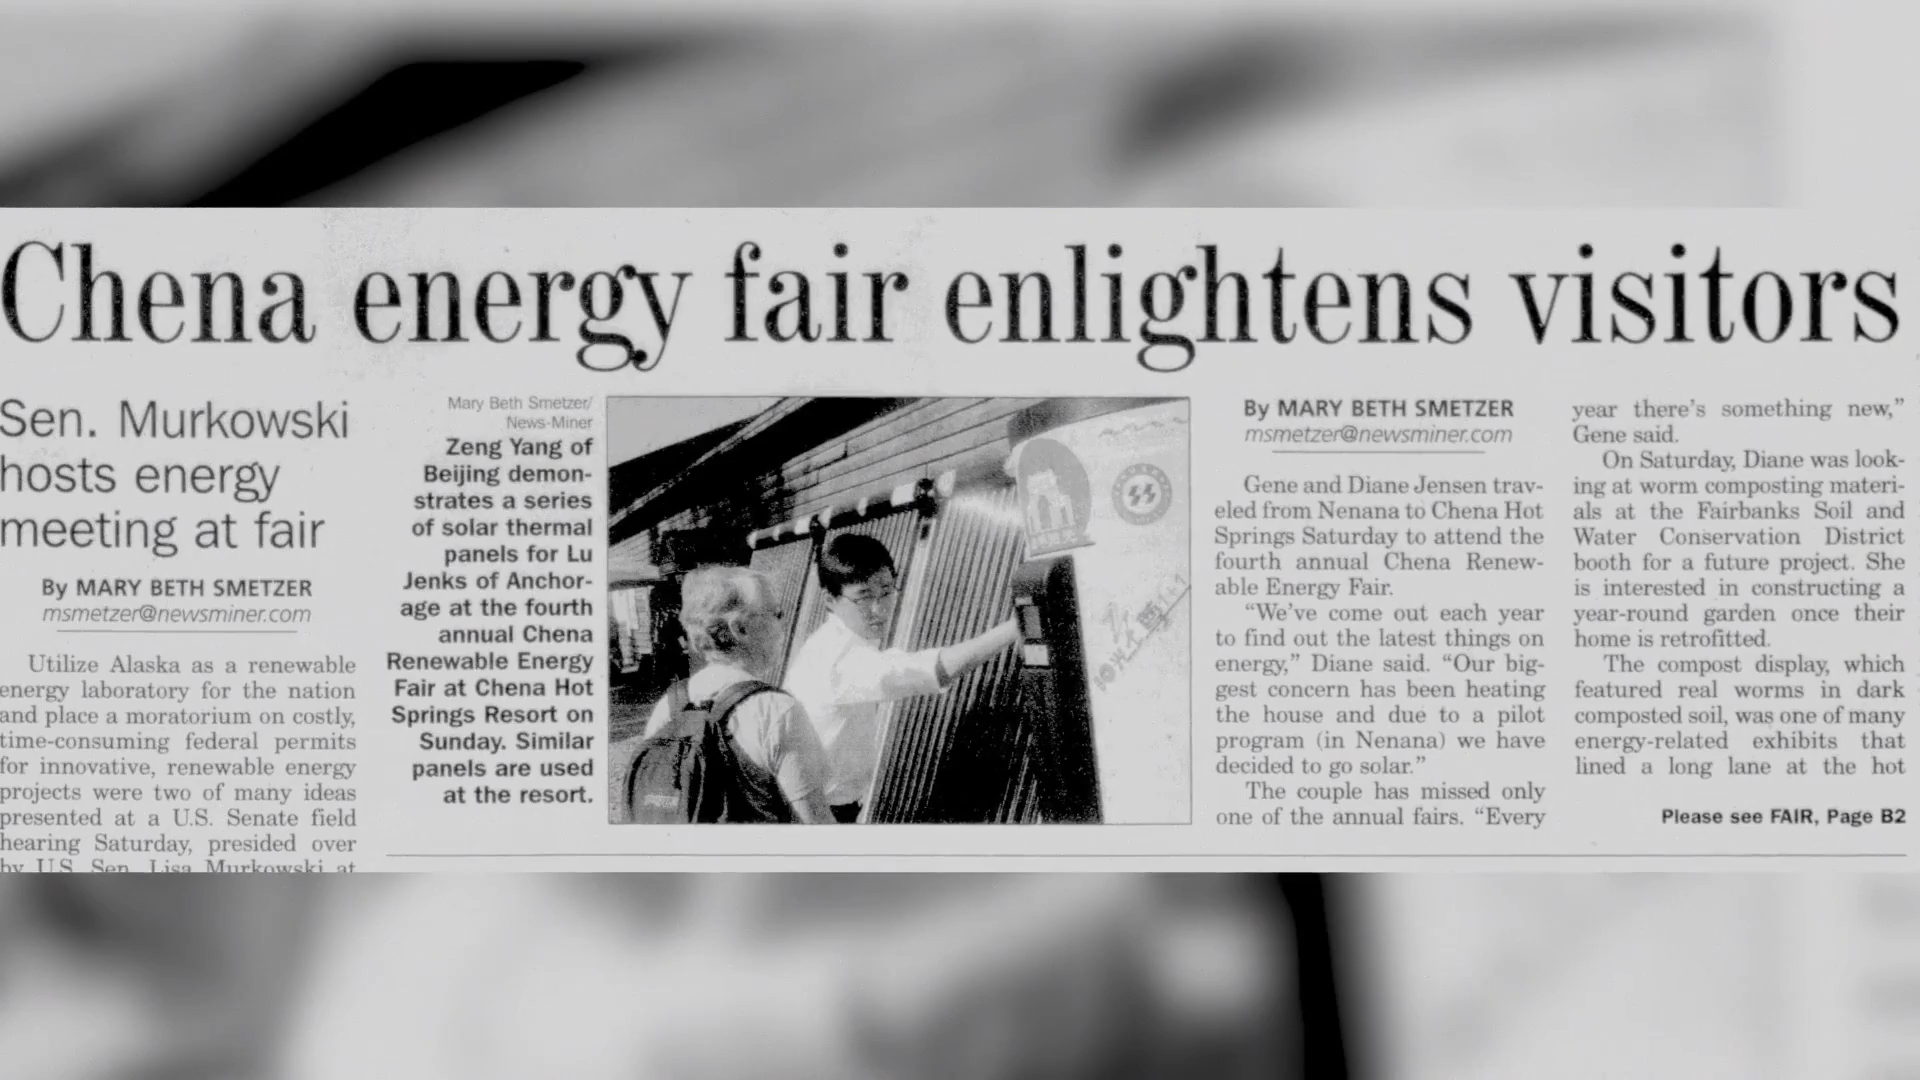 Chena energy fair enlightens visitors
Sen. Murkowski
hosts energy
meeting at fair
By MARY BETH SMETZER
msmetzer@newsminer.com
Utilize Alaska as a renewable
energy laboratory for the nation
and place a moratorium on costly,
time-consuming federal permits
for innovative, renewable energy
projects were two of many ideas
presented at a U.S. Senate field
hearing Saturday, presided over
by U.S. Sen. Lisa Murkowski at
Mary Beth Smetzer/
News-Miner
Zeng Yang of
Beijing demon-
strates a series
of solar thermal
panels for Lu
Jenks of Anchor-
age at the fourth
annual Chena
Renewable Energy
Fair at Chena Hot
Springs Resort on
Sunday. Similar
panels are used
at the resort.
By MARY BETH SMETZER
msmetzer@newsminer.com
Gene and Diane Jensen trav-
eled from Nenana to Chena Hot
Springs Saturday to attend the
fourth annual Chena Renew-
able Energy Fair.
“We’ve come out each year
to find out the latest things on
energy,” Diane said. “Our big-
gest concern has been heating
the house and due to a pilot
program (in Nenana) we have
decided to go solar.”
The couple has missed only
one of the annual fairs. “Every
year there’s something new,”
Gene said.
On Saturday, Diane was look-
ing at worm composting materi-
als at the Fairbanks Soil and
Water Conservation District
booth for a future project. She
is interested in constructing a
year-round garden once their
home is retrofitted.
The compost display, which
featured real worms in dark
composted soil, was one of many
energy-related exhibits that
lined a long lane at the hot
Please see FAIR, Page B2